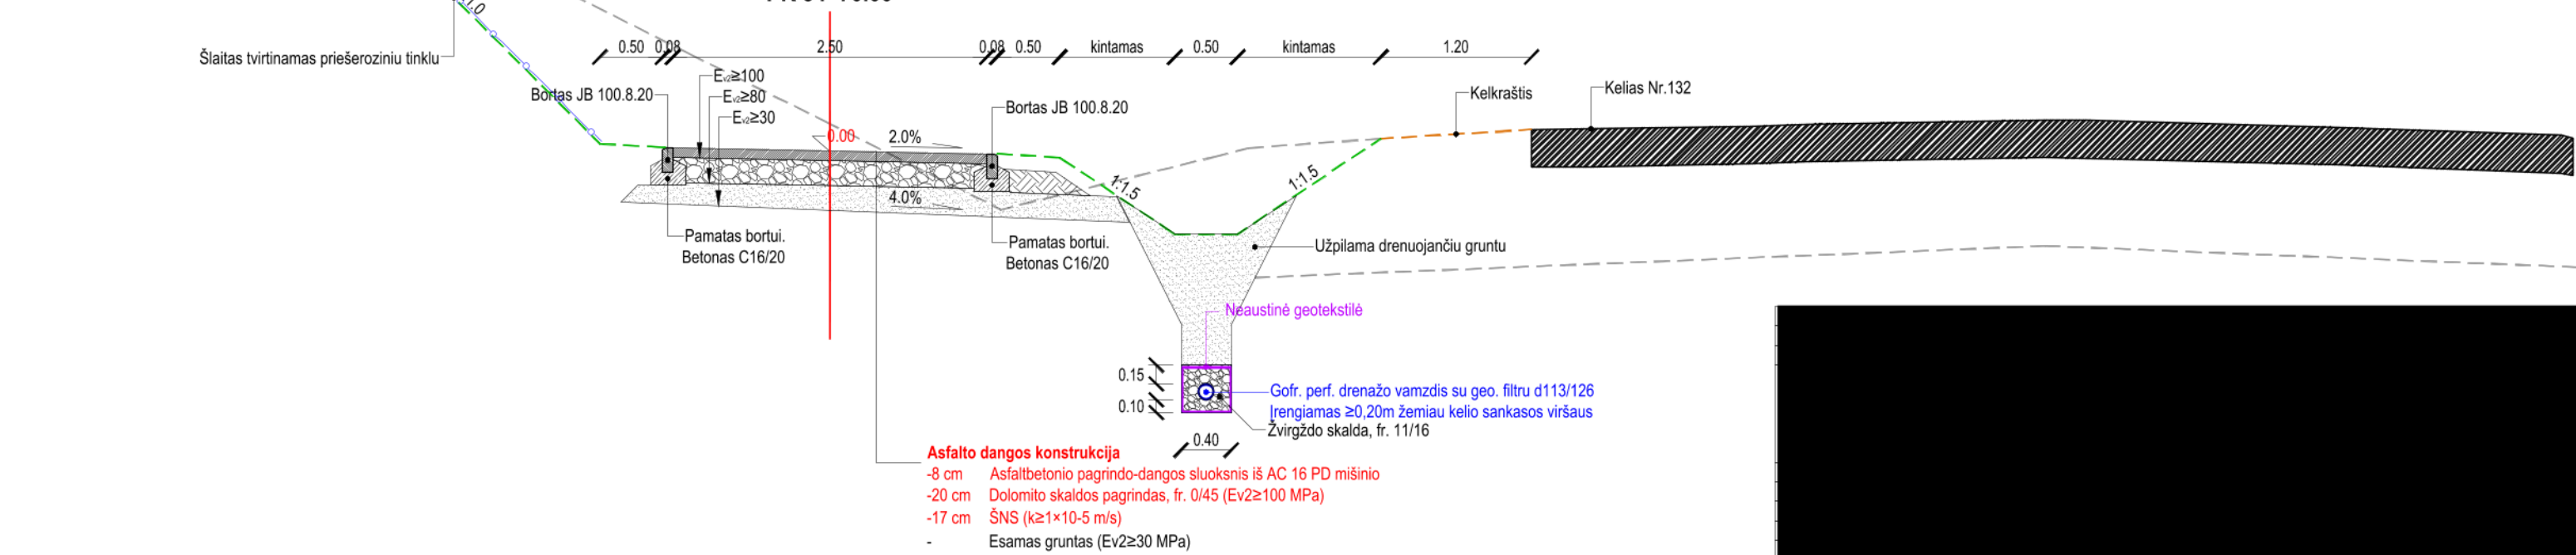 1.0
0.50 0.08 2.50 0.08 0.50 kintamas 0.50 kintamas 1.20
Šlaitas tvirtinamas priešeroziniu tinklu
Ev2≥100
Ev2≥80
Ev2≥30
Bortas JB 100.8.20
Bortas JB 100.8.20
Kelkraštis
Kelias Nr.132
0.00
2.0%
4.0%
1:1.5
1:1.5
Pamatas bortui.
Betonas C16/20
Pamatas bortui.
Betonas C16/20
Užpilama drenuojančiu gruntu
Neaustinė geotekstilė
0.15
0.10
Gofr. perf. drenažo vamzdis su geo. filtru d113/126
Įrengiamas ≥0,20m žemiau kelio sankasos viršaus
Žvirgždo skalda, fr. 11/16
0.40
Asfalto dangos konstrukcija
-8 cm Asfaltbetonio pagrindo-dangos sluoksnis iš AC 16 PD mišinio
-20 cm Dolomito skaldos pagrindas, fr. 0/45 (Ev2≥100 MPa)
-17 cm ŠNS (k≥1×10-5 m/s)
- Esamas gruntas (Ev2≥30 MPa)